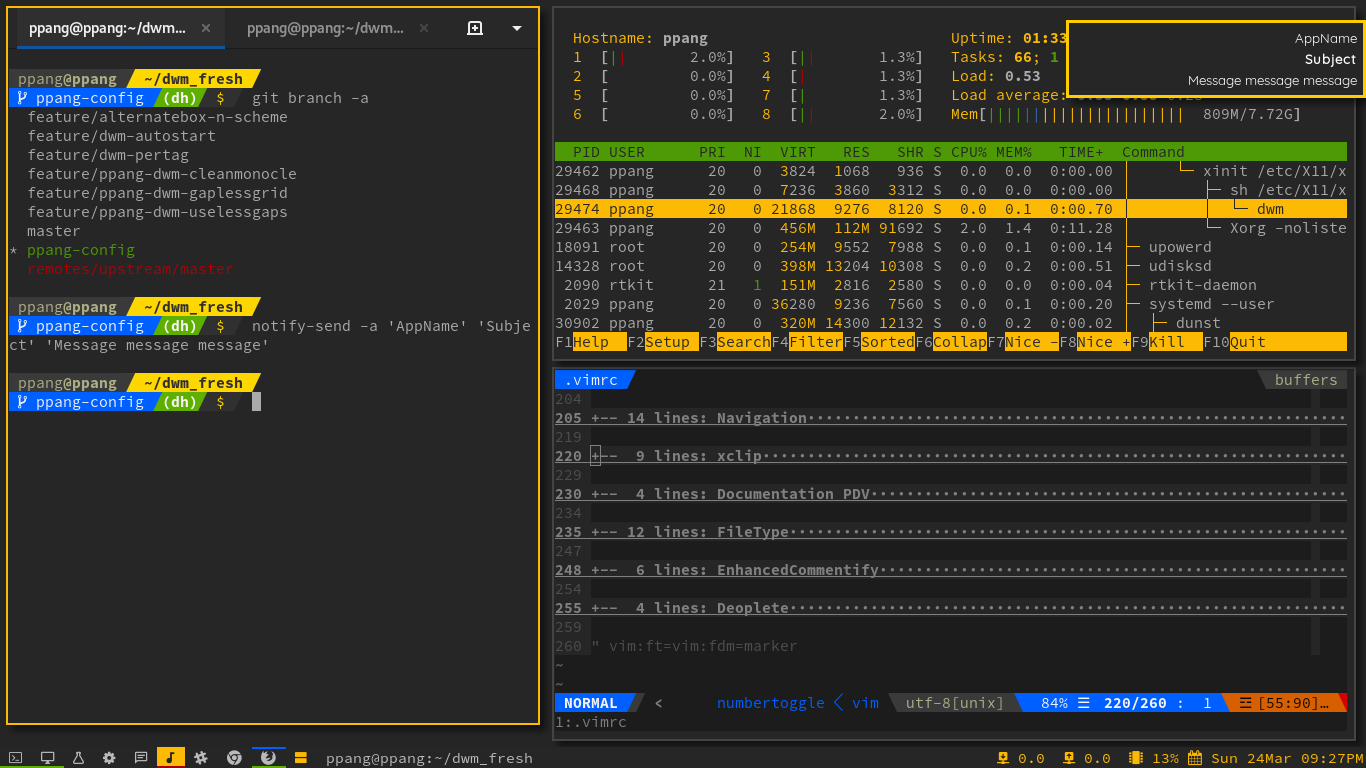 ppang@ppang:~/dwm... × ppang@ppang:~/dwm... ×
ppang@ppang ~/dwm_fresh
ppang-config (dh) $ git branch -a
feature/alternatebox-n-scheme
feature/dwm-autostart
feature/dwm-pertag
feature/ppang-dwm-cleanmonocle
feature/ppang-dwm-gaplessgrid
feature/ppang-dwm-uselessgaps
master
* ppang-config
remotes/upstream/master
ppang@ppang ~/dwm_fresh
ppang-config (dh) $ notify-send -a 'AppName' 'Subje
ct' 'Message message message'
ppang@ppang ~/dwm_fresh
ppang-config (dh) $
Hostname: ppang
1 [|| 2.0%] 3 [|| 1.3%]
2 [ 0.0%] 4 [| 1.3%]
5 [ 0.0%] 7 [| 1.3%]
6 [ 0.0%] 8 [|| 2.0%]
Uptime: 01:33
Tasks: 66; 1
Load: 0.53
Load average:
Mem[|||||||||||||||||||||| 809M/7.72G]
AppName
Subject
Message message message
PID USER PRI NI VIRT RES SHR S CPU% MEM% TIME+ Command
29462 ppang 20 0 3824 1068 936 S 0.0 0.0 0:00.00 └─ xinit /etc/X11/x
29468 ppang 20 0 7236 3860 3312 S 0.0 0.0 0:00.00 ├─ sh /etc/X11/x
29474 ppang 20 0 21868 9276 8120 S 0.0 0.1 0:00.70 └─ dwm
29463 ppang 20 0 456M 112M 91692 S 2.0 1.4 0:11.28 └─ Xorg -noliste
18091 root 20 0 254M 9552 7988 S 0.0 0.1 0:00.14 ├─ upowerd
14328 root 20 0 398M 13204 10308 S 0.0 0.2 0:00.51 ├─ udisksd
2090 rtkit 21 1 151M 2816 2580 S 0.0 0.0 0:00.04 ├─ rtkit-daemon
2029 ppang 20 0 36280 9236 7560 S 0.0 0.1 0:00.20 ├─ systemd --user
30902 ppang 20 0 320M 14300 12132 S 0.0 0.2 0:00.02 ├─ dunst
F1Help F2Setup F3SearchF4FilterF5SortedF6CollapF7Nice -F8Nice +F9Kill F10Quit
.vimrc buffers
204
205 +-- 14 lines: Navigation
219
220 +-- 9 lines: xclip
229
230 +-- 4 lines: Documentation PDV
234
235 +-- 12 lines: FileType
247
248 +-- 6 lines: EnhancedCommentify
254
255 +-- 4 lines: Deoplete
259
260 " vim:ft=vim:fdm=marker
~
~
NORMAL < numbertoggle < vim utf-8[unix] 84% ☰ 220/260 : 1 ☲ [55:90]…
1:.vimrc
ppang@ppang:~/dwm_fresh 0.0 0.0 13% Sun 24Mar 09:27PM